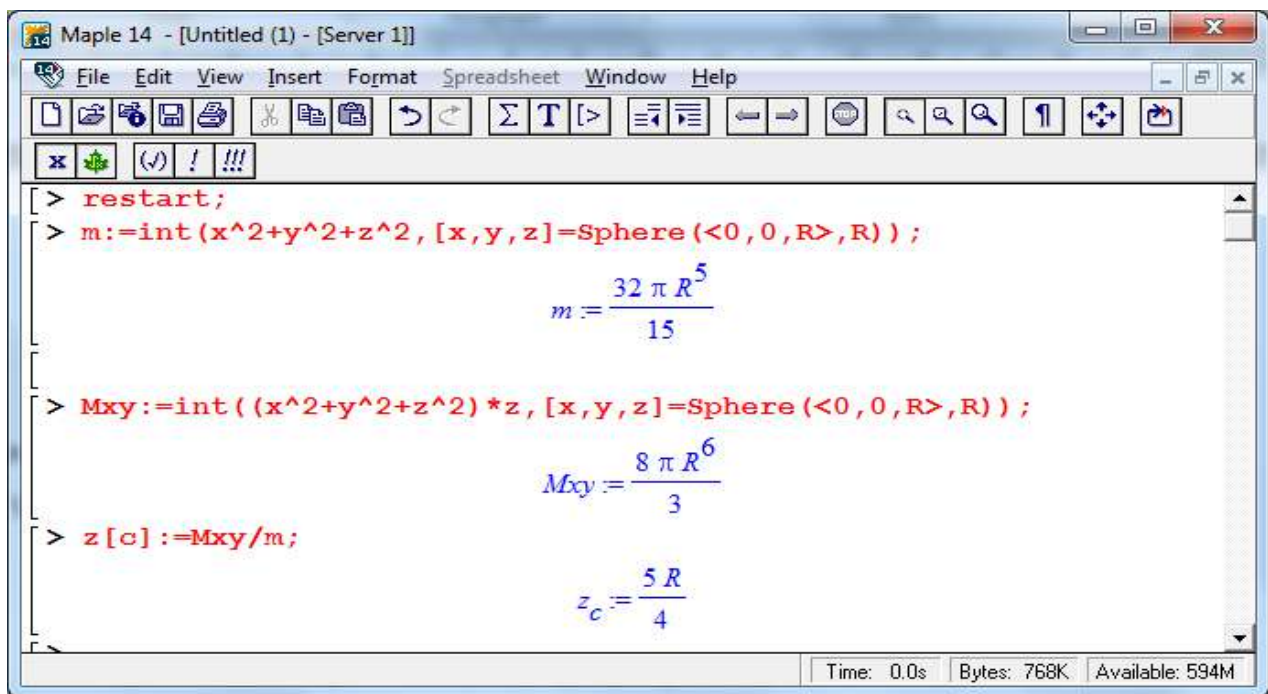 Maple 14 - [Untitled (1) - [Server 1]]
File Edit View Insert Format Spreadsheet Window Help
[> restart;
[> m:=int(x^2+y^2+z^2,[x,y,z]=Sphere(<0,0,R>,R));
m := 32 π R^5 / 15
[> Mxy:=int((x^2+y^2+z^2)*z,[x,y,z]=Sphere(<0,0,R>,R));
Mxy := 8 π R^6 / 3
[> z[c]:=Mxy/m;
z_c := 5 R / 4
Time: 0.0s Bytes: 768K Available: 594M